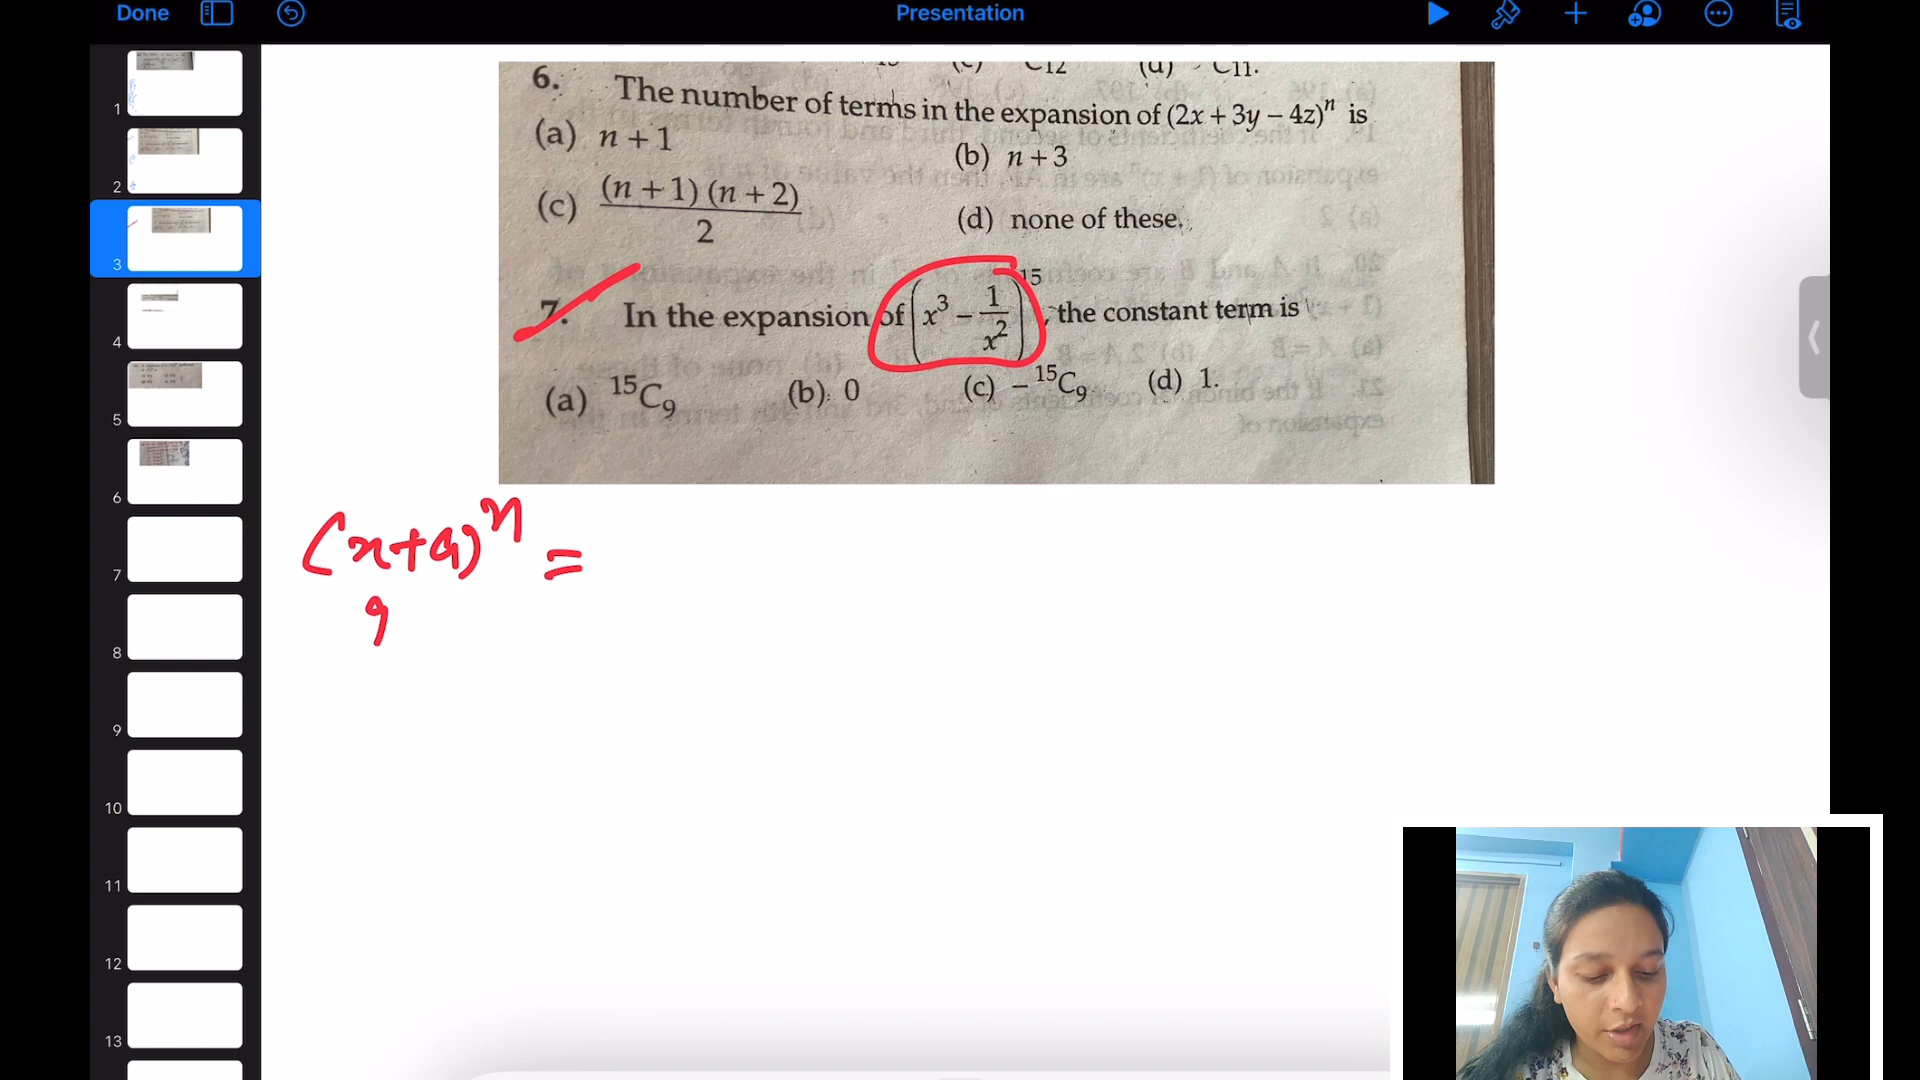 Done
Presentation
6. The number of terms in the expansion of (2x + 3y – 4z)ⁿ is
(a) n + 1
(b) n + 3
(c) (n + 1) (n + 2) / 2
(d) none of these.
7. In the expansion of (x³ – 1/x²)¹⁵, the constant term is
(a) ¹⁵C₉ (b) 0 (c) – ¹⁵C₉ (d) 1.
1
2
3
4
5
6
7
8
9
10
11
12
13